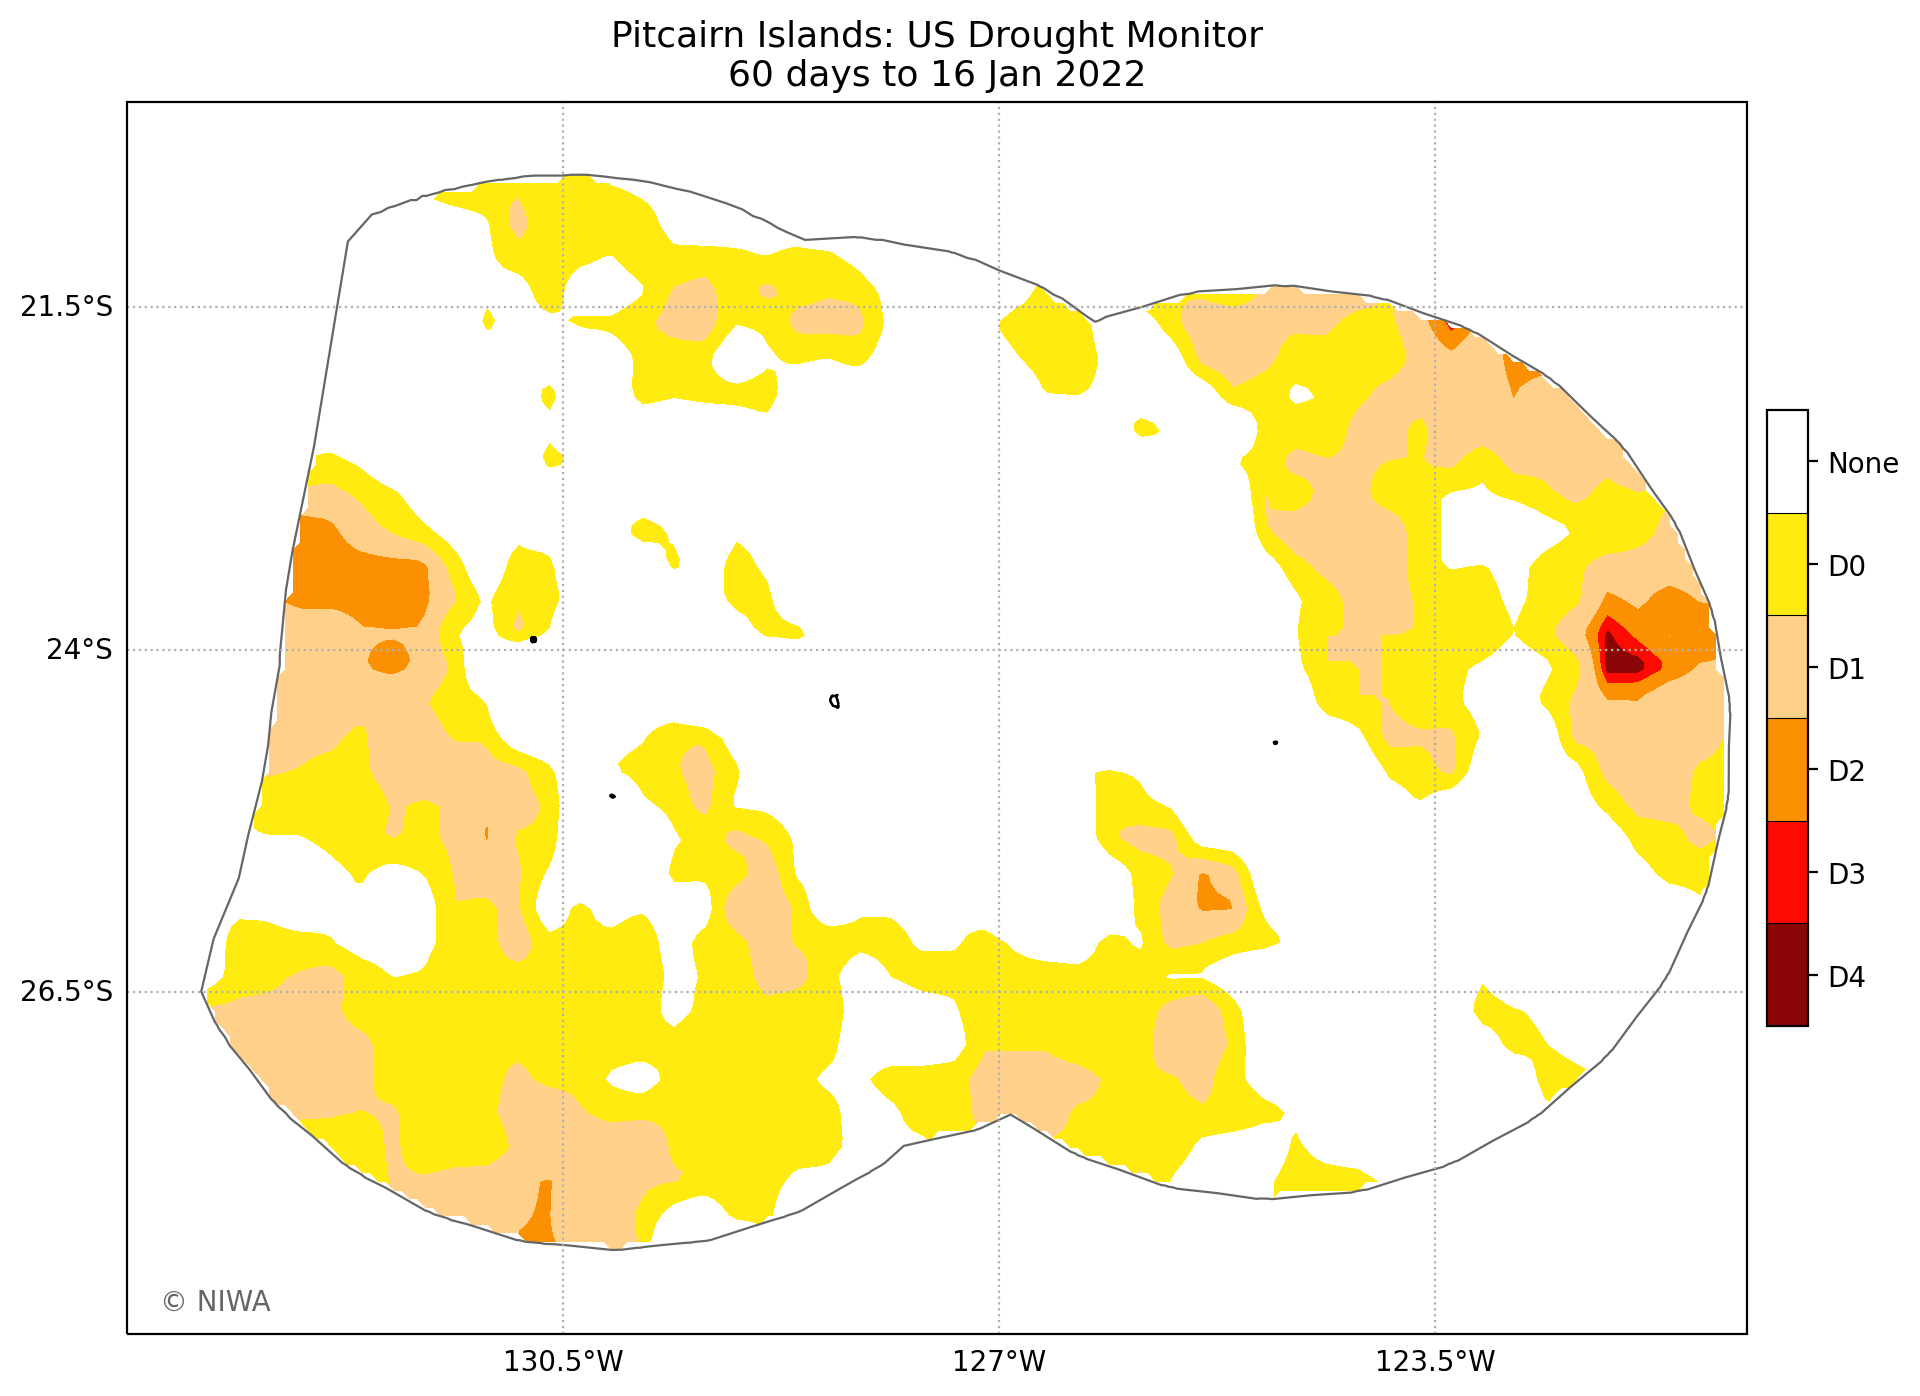 Pitcairn Islands: US Drought Monitor
60 days to 16 Jan 2022
21.5°S
24°S
26.5°S
130.5°W
127°W
123.5°W
None
D0
D1
D2
D3
D4
© NIWA